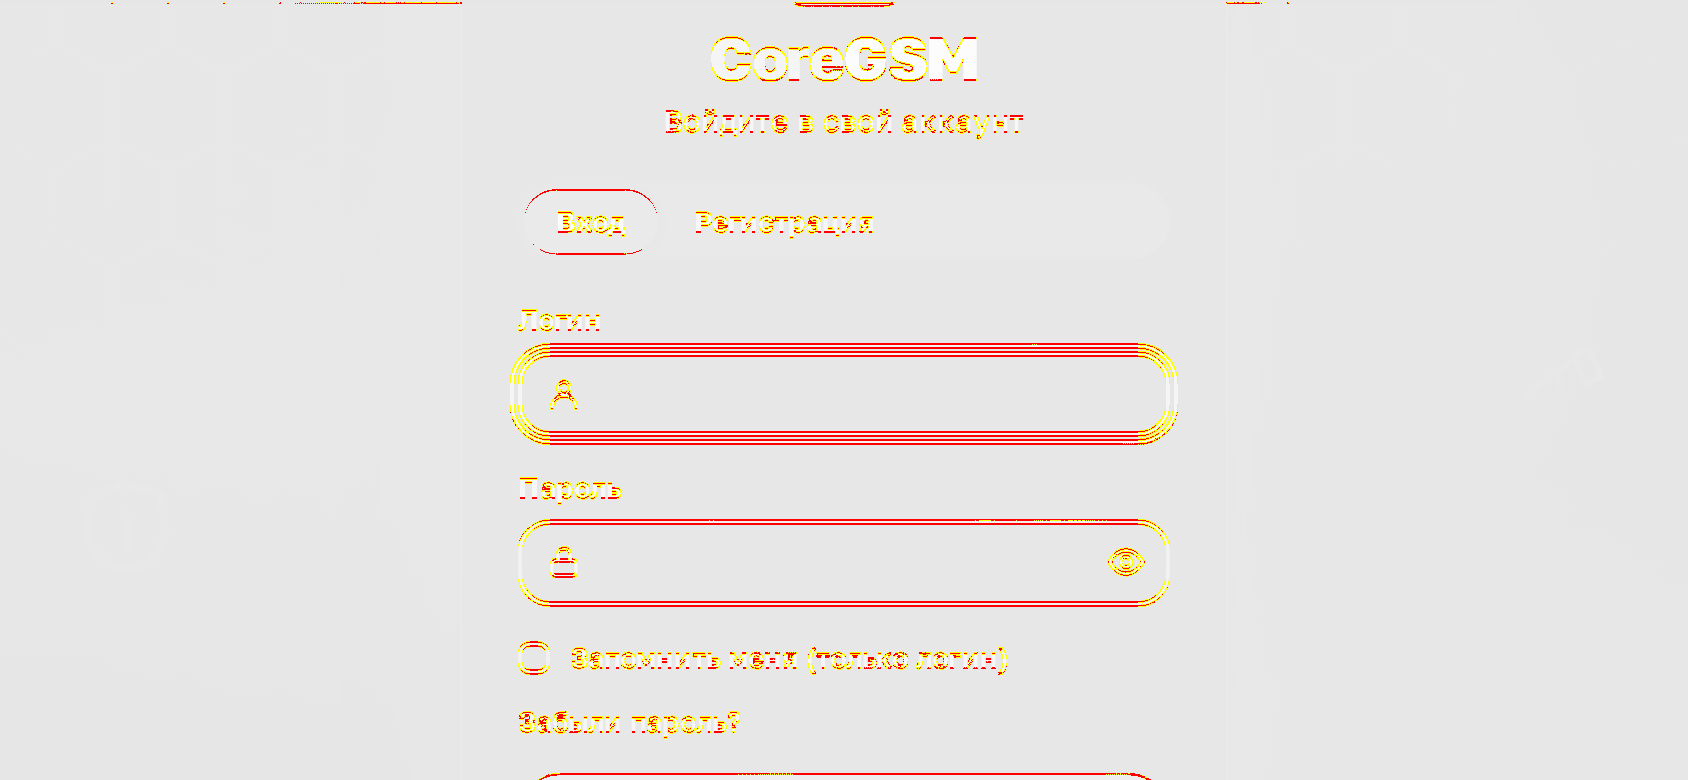 CoreGSM
Войдите в свой аккаунт
Вход Регистрация
Логин
Пароль
Запомнить меня (только логин)
Забыли пароль?